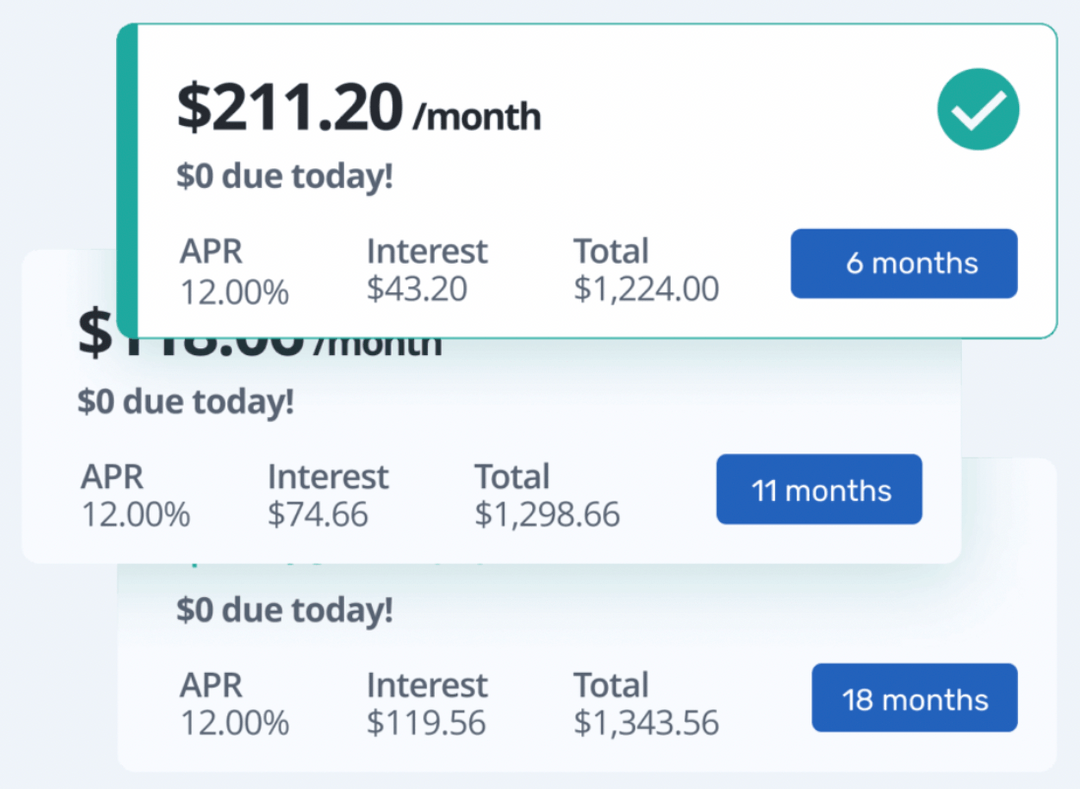 $211.20 /month
$0 due today!
APR Interest Total
12.00% $43.20 $1,224.00 6 months
/month
$0 due today!
APR Interest Total
12.00% $74.66 $1,298.66 11 months
$0 due today!
APR Interest Total
12.00% $119.56 $1,343.56 18 months